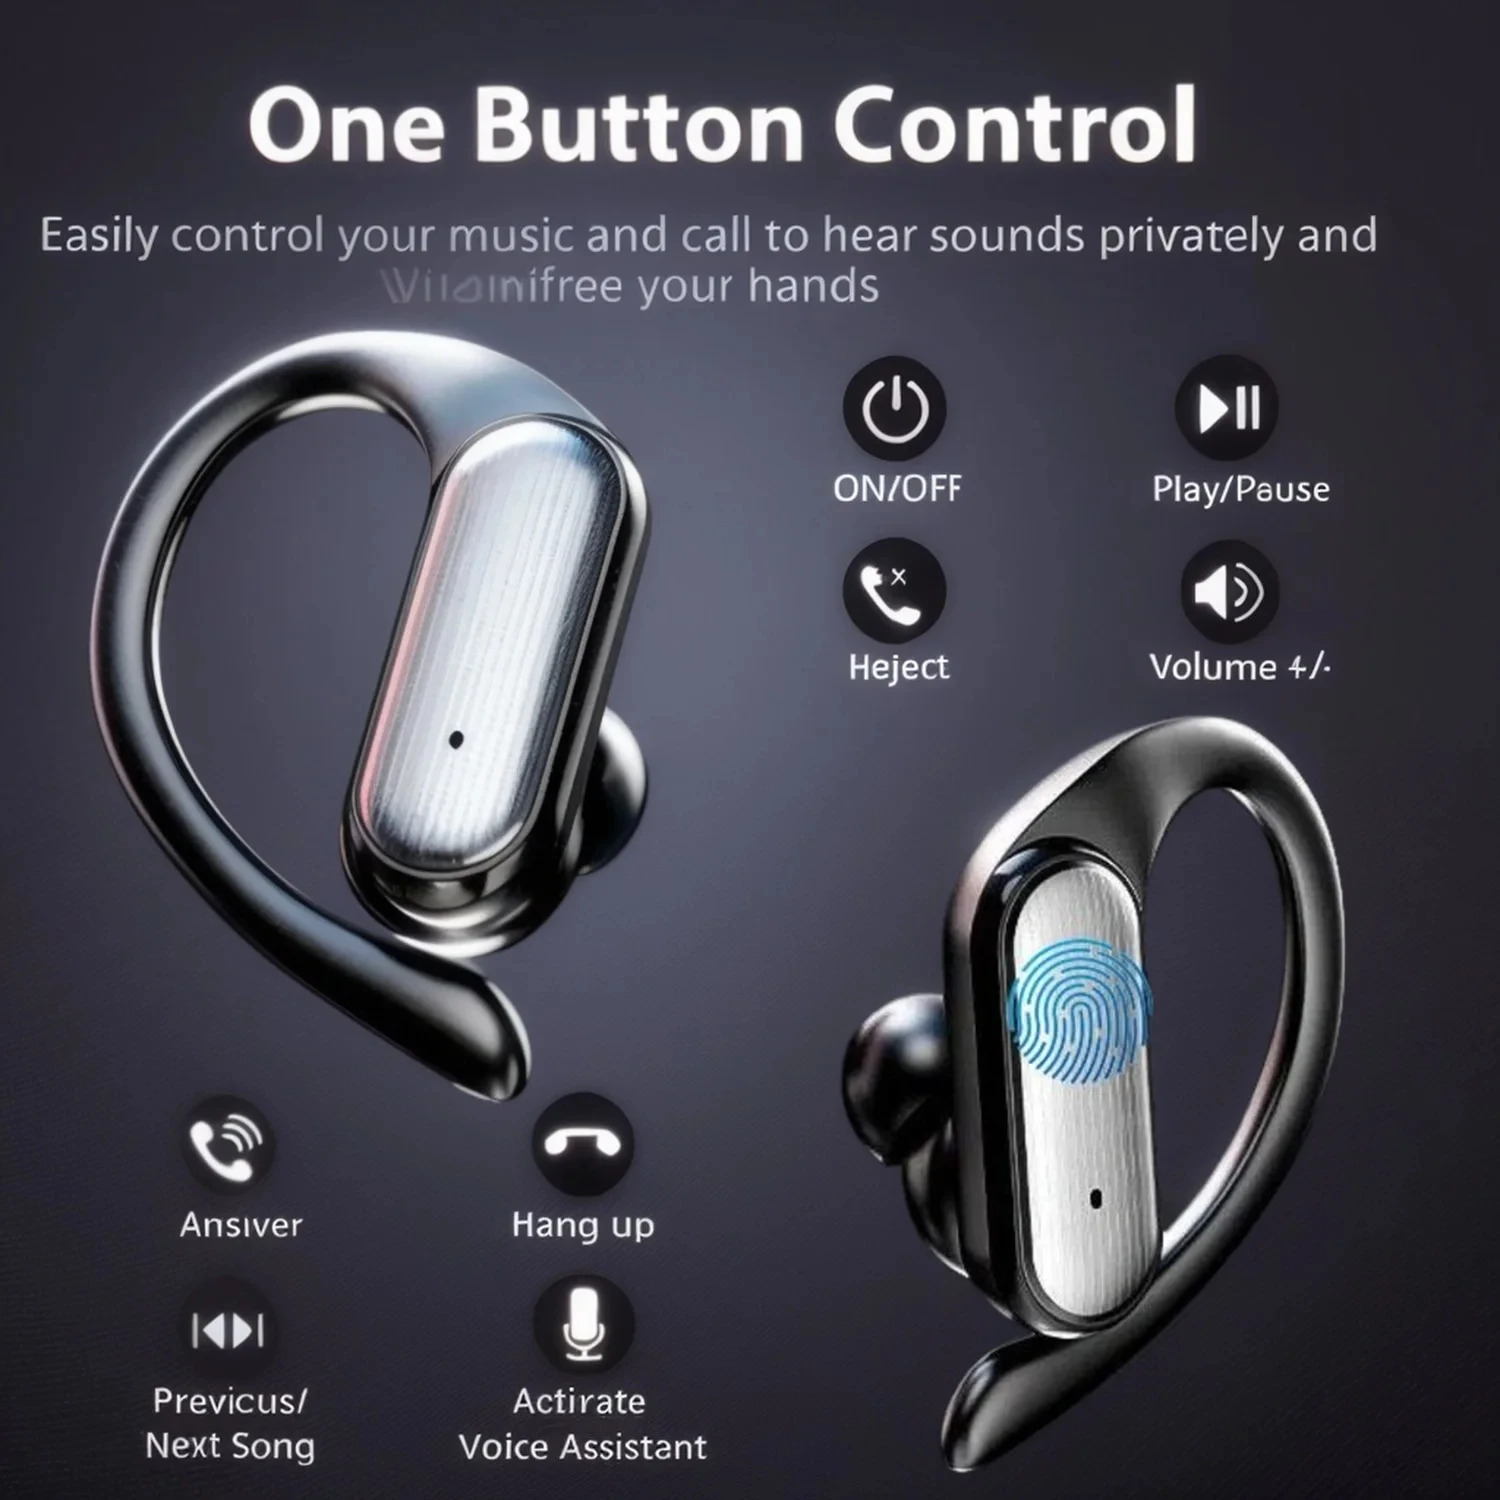 One Button Control
Easily control your music and call to hear sounds privately and
free your hands
ON/OFF
Play/Pause
Heject
Volume +/-
Ansiver
Hang up
Previcus/
Next Song
Actirate
Voice Assistant